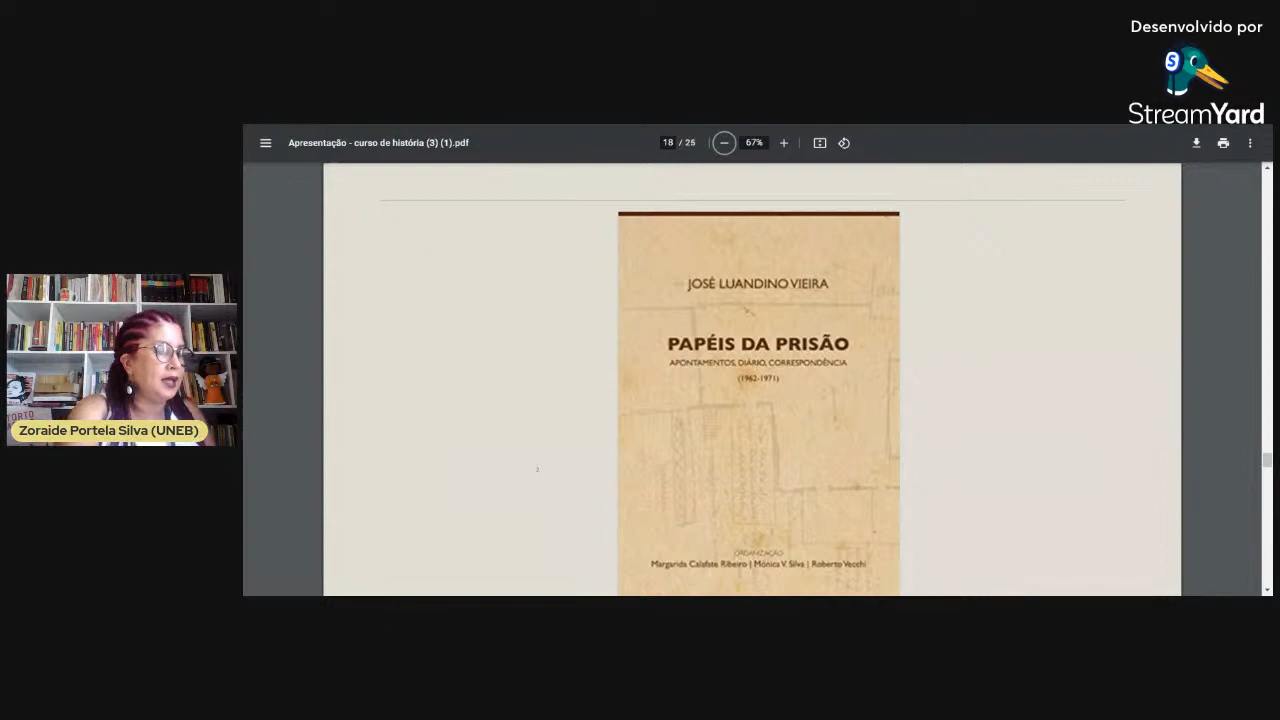 Desenvolvido por
StreamYard
Apresentação - curso de história (3) (1).pdf
18 / 25
67%
JOSÉ LUANDINO VIEIRA
PAPÉIS DA PRISÃO
APONTAMENTOS, DIÁRIO, CORRESPONDÊNCIA
(1962-1971)
2
ORGANIZAÇÃO
Margarida Calafate Ribeiro | Mónica V. Silva | Roberto Vecchi
Zoraide Portela Silva (UNEB)